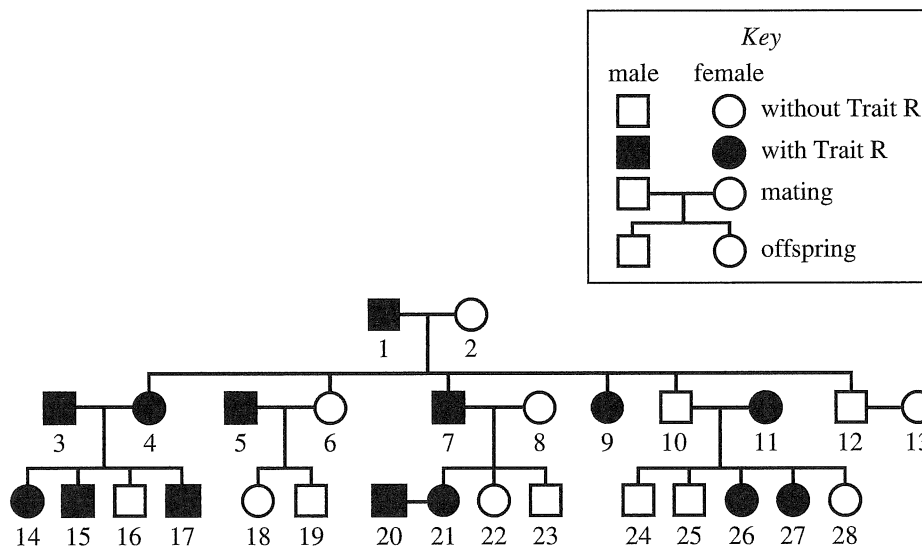 Key
male female
without Trait R
with Trait R
mating
offspring
1 2
3 4 5 6 7 8 9 10 11 12 13
14 15 16 17 18 19 20 21 22 23 24 25 26 27 28